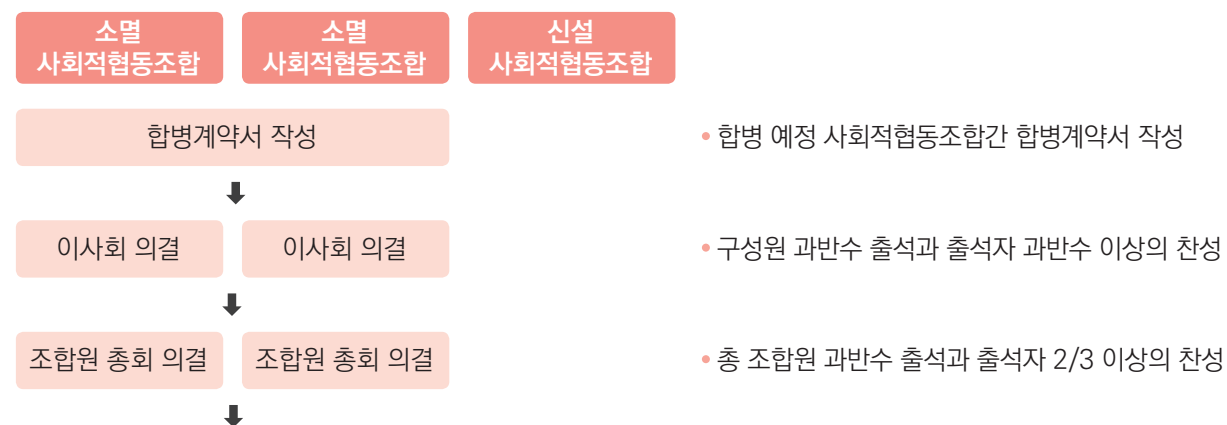 소멸
사회적협동조합
소멸
사회적협동조합
신설
사회적협동조합
합병계약서 작성
• 합병 예정 사회적협동조합간 합병계약서 작성
이사회 의결
이사회 의결
• 구성원 과반수 출석과 출석자 과반수 이상의 찬성
조합원 총회 의결
조합원 총회 의결
• 총 조합원 과반수 출석과 출석자 2/3 이상의 찬성